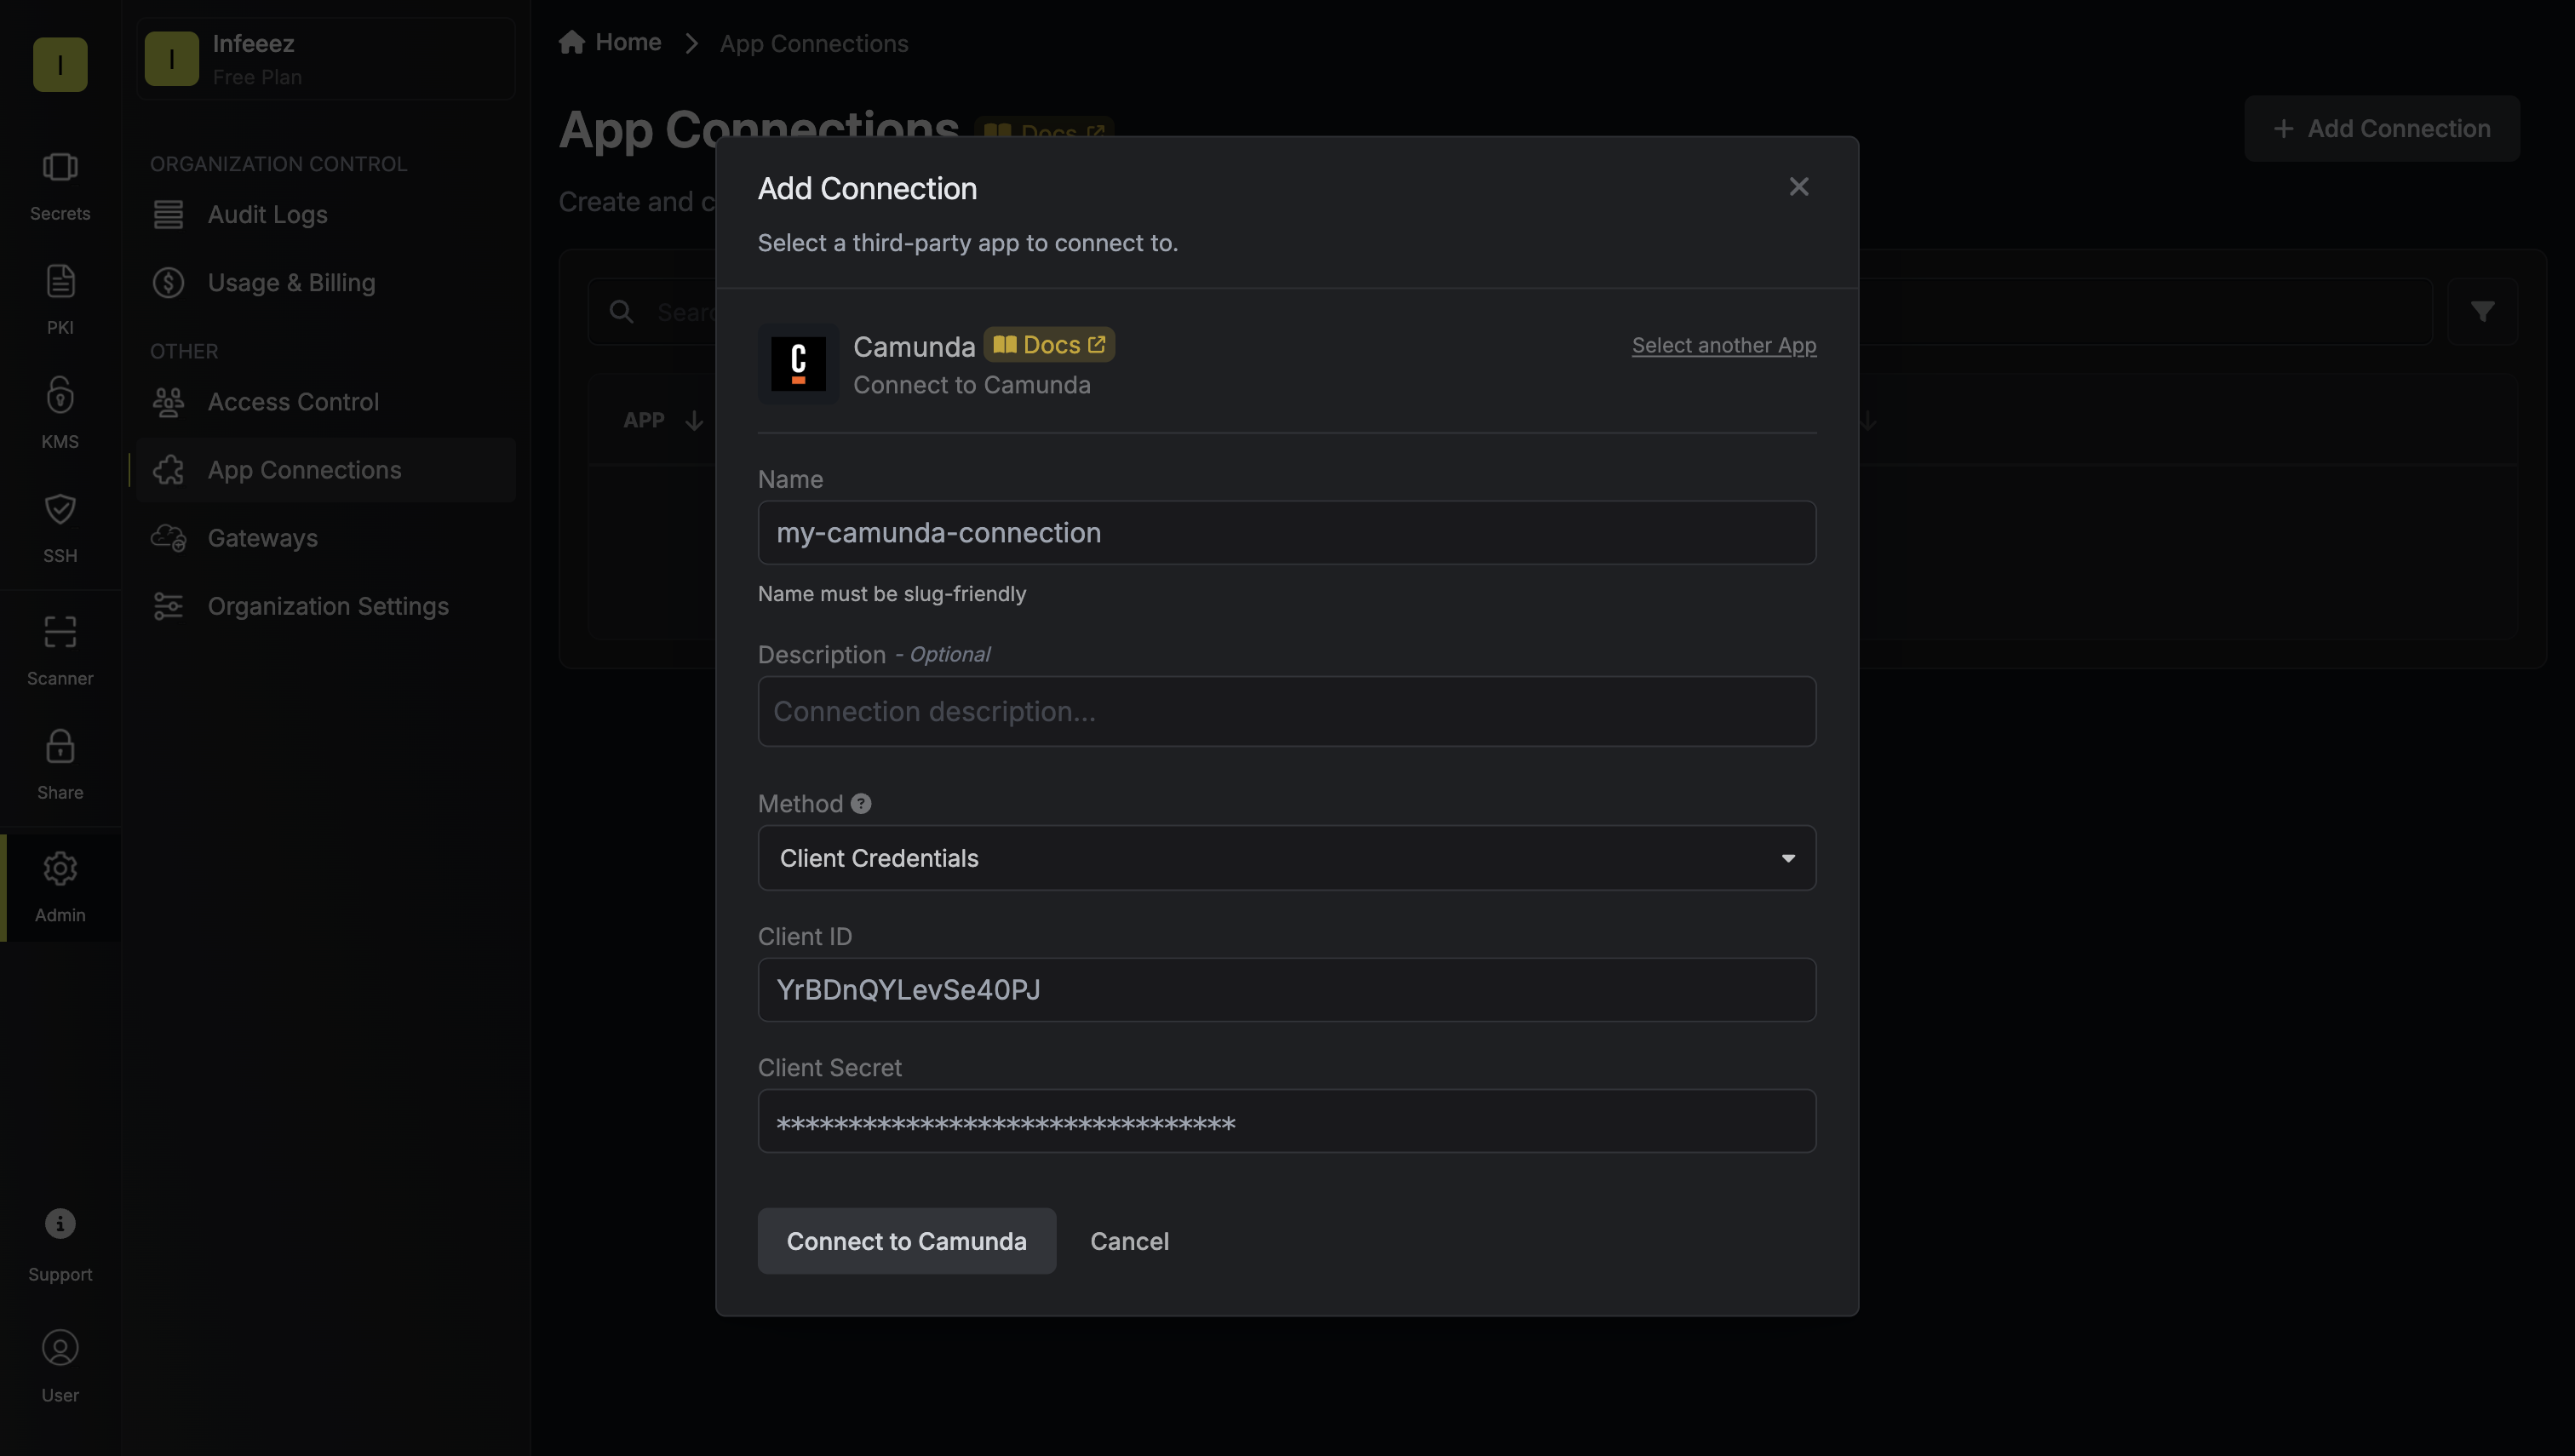 I
Secrets
PKI
KMS
SSH
Scanner
Share
Admin
Support
User
I
Infeeez
Free Plan
ORGANIZATION CONTROL
Audit Logs
Usage & Billing
OTHER
Access Control
App Connections
Gateways
Organization Settings
Home
App Connections
App Connections
Docs
+ Add Connection
Create and c
Searc
APP
Add Connection
Select a third-party app to connect to.
C
Camunda
Docs
Select another App
Connect to Camunda
Name
my-camunda-connection
Name must be slug-friendly
Description - Optional
Connection description...
Method ?
Client Credentials
Client ID
YrBDnQYLevSe40PJ
Client Secret
********************************
Connect to Camunda
Cancel